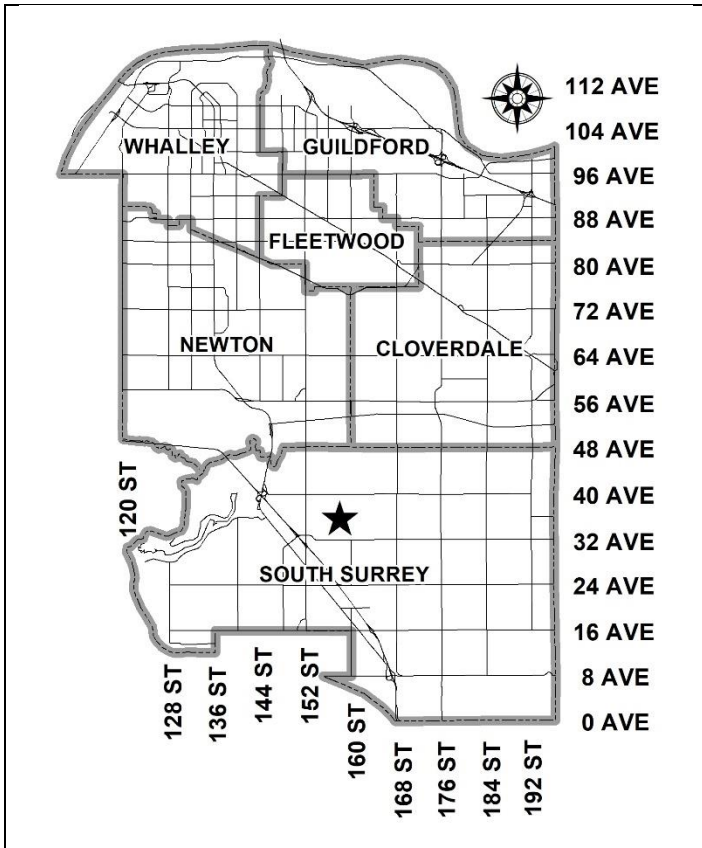 112 AVE
104 AVE
WHALLEY
GUILDFORD
96 AVE
88 AVE
FLEETWOOD
80 AVE
72 AVE
NEWTON
CLOVERDALE
64 AVE
56 AVE
48 AVE
120 ST
40 AVE
32 AVE
SOUTH SURREY
24 AVE
16 AVE
8 AVE
0 AVE
128 ST
136 ST
144 ST
152 ST
160 ST
168 ST
176 ST
184 ST
192 ST